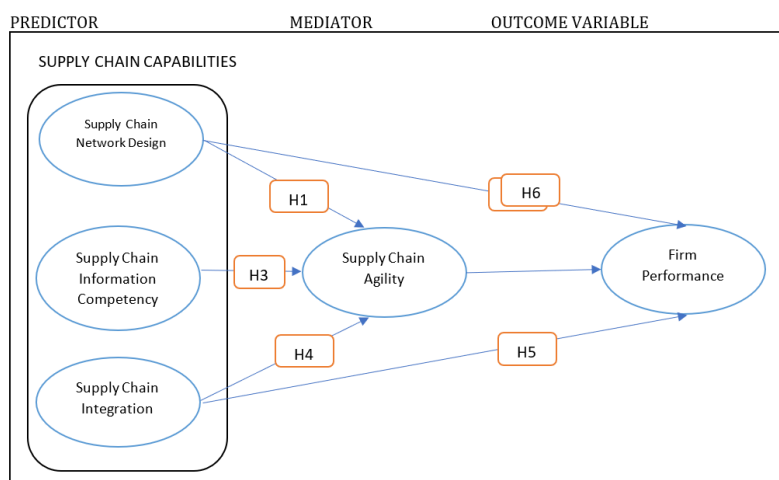 PREDICTOR
MEDIATOR
OUTCOME VARIABLE
SUPPLY CHAIN CAPABILITIES
Supply Chain
Network Design
H1
H6
Supply Chain
Information
Competency
H3
Supply Chain
Agility
Firm
Performance
H4
H5
Supply Chain
Integration